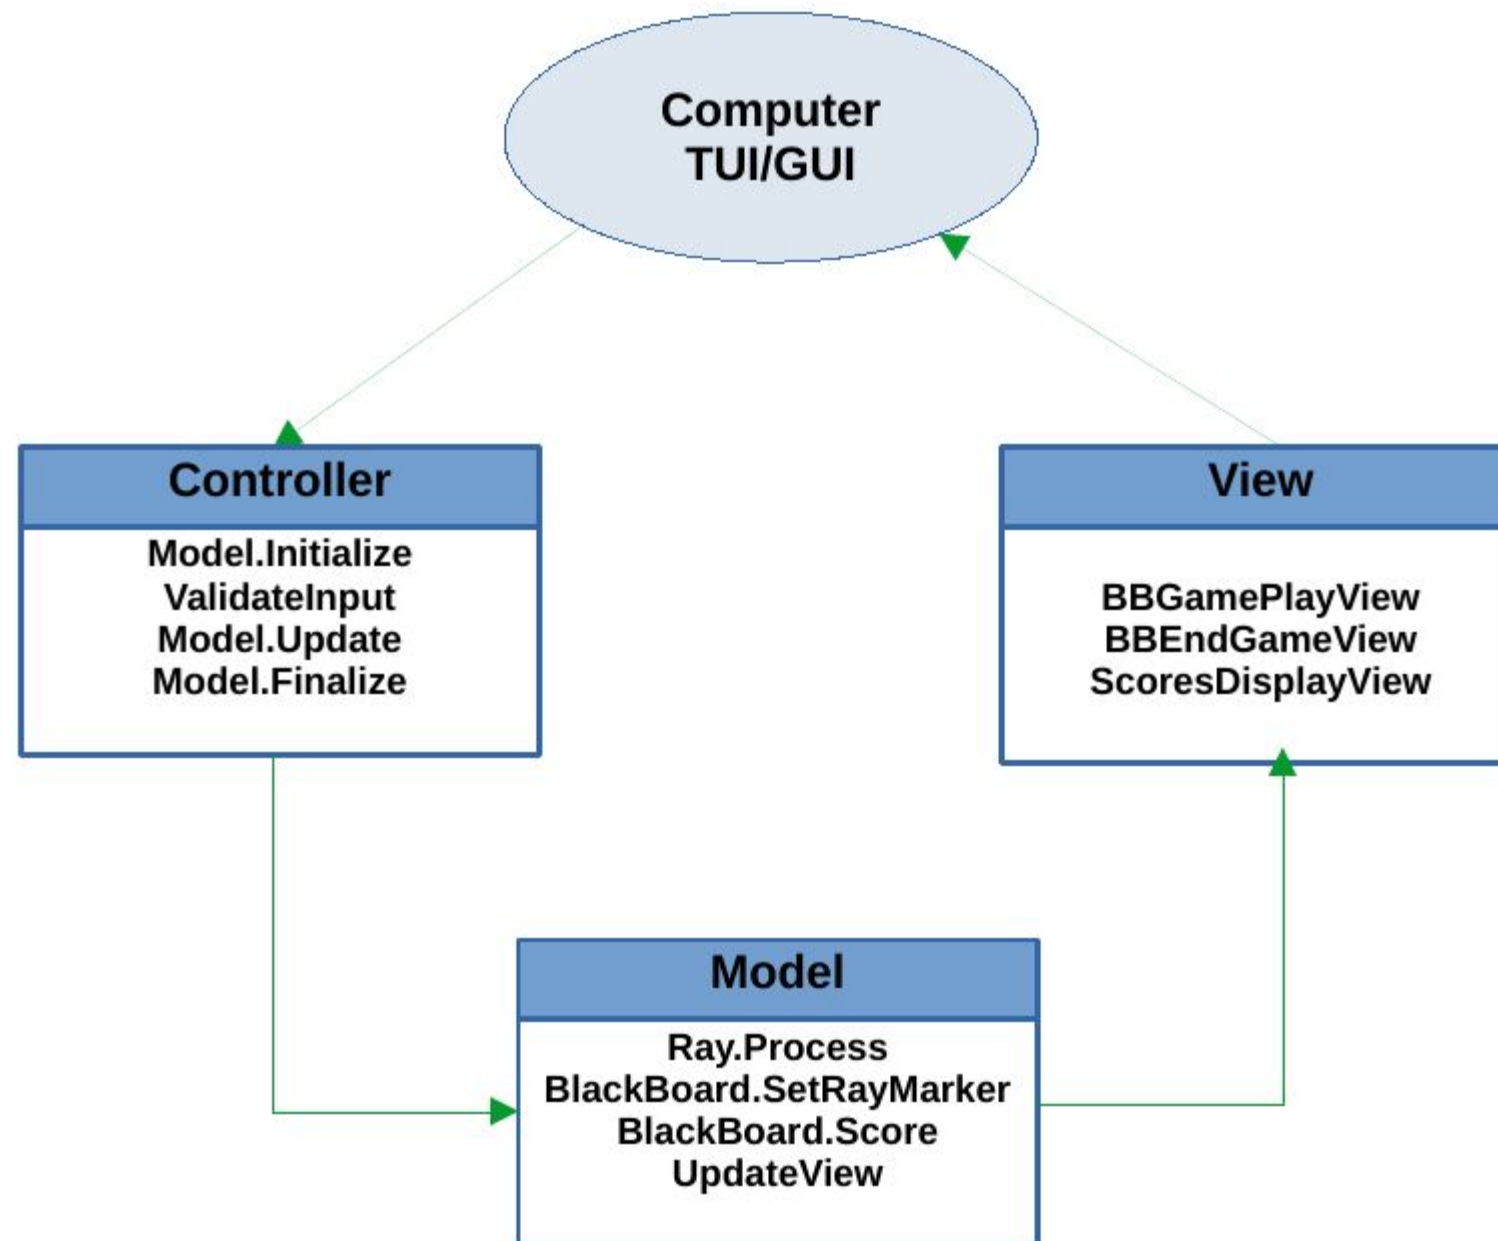 Computer
TUI/GUI
Controller
Model.Initialize
ValidateInput
Model.Update
Model.Finalize
View
BBGamePlayView
BBEndGameView
ScoresDisplayView
Model
Ray.Process
BlackBoard.SetRayMarker
BlackBoard.Score
UpdateView